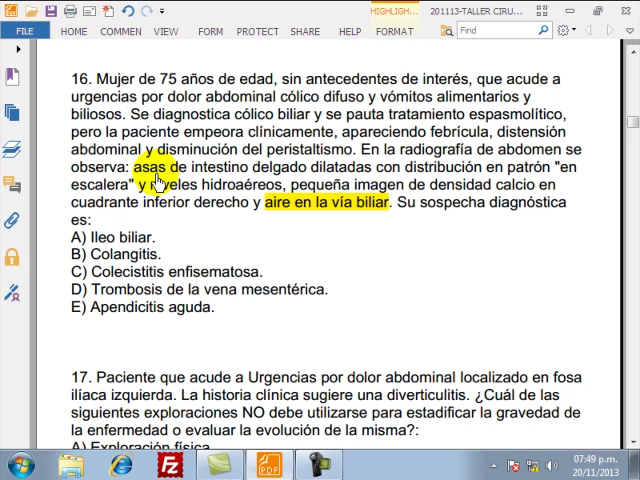 HIGHLIGH...
201113-TALLER CIRU...
FILE
HOME
COMMEN
VIEW
FORM
PROTECT
SHARE
HELP
FORMAT
Find
16. Mujer de 75 años de edad, sin antecedentes de interés, que acude a
urgencias por dolor abdominal cólico difuso y vómitos alimentarios y
biliosos. Se diagnostica cólico biliar y se pauta tratamiento espasmolítico,
pero la paciente empeora clínicamente, apareciendo febrícula, distensión
abdominal y disminución del peristaltismo. En la radiografía de abdomen se
observa: asas de intestino delgado dilatadas con distribución en patrón "en
escalera" y niveles hidroaéreos, pequeña imagen de densidad calcio en
cuadrante inferior derecho y aire en la vía biliar. Su sospecha diagnóstica
es:
A) Ileo biliar.
B) Colangitis.
C) Colecistitis enfisematosa.
D) Trombosis de la vena mesentérica.
E) Apendicitis aguda.
17. Paciente que acude a Urgencias por dolor abdominal localizado en fosa
ilíaca izquierda. La historia clínica sugiere una diverticulitis. ¿Cuál de las
siguientes exploraciones NO debe utilizarse para estadificar la gravedad de
la enfermedad o evaluar la evolución de la misma?:
A) Exploración física
PDF
07:49 p.m.
20/11/2013